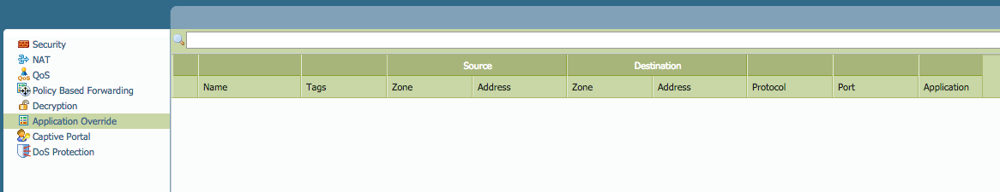 Security
NAT
QoS
Policy Based Forwarding
Decryption
Application Override
Captive Portal
DoS Protection
Source Destination
Name Tags Zone Address Zone Address Protocol Port Application